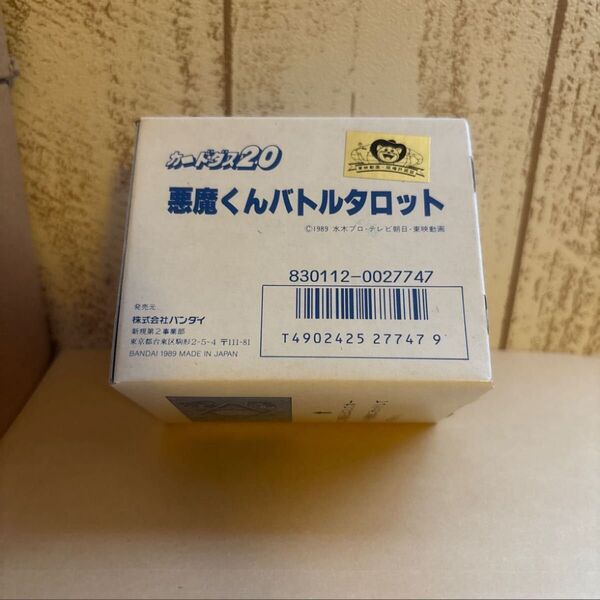 カードダス20
悪魔くんバトルタロット
©1989 水木プロ・テレビ朝日・東映動画
830112-0027747
発売元
株式会社バンダイ
新規第2事業部
東京都台東区駒形2-5-4 〒111-81
BANDAI 1989 MADE IN JAPAN
T4902425 27747 9